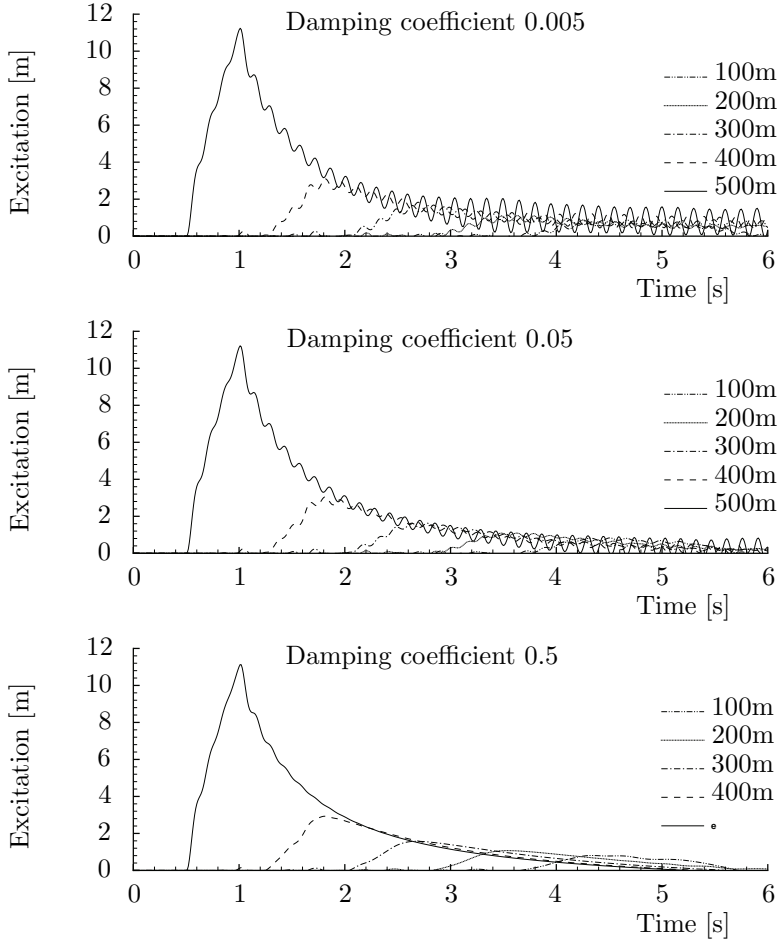 Damping coefficient 0.005
Excitation [m]
12
10
8
6
4
2
0
0 1 2 3 4 5 6
Time [s]
100m
200m
300m
400m
500m
Damping coefficient 0.05
Excitation [m]
12
10
8
6
4
2
0
0 1 2 3 4 5 6
Time [s]
100m
200m
300m
400m
500m
Damping coefficient 0.5
Excitation [m]
12
10
8
6
4
2
0
0 1 2 3 4 5 6
Time [s]
100m
200m
300m
400m
e